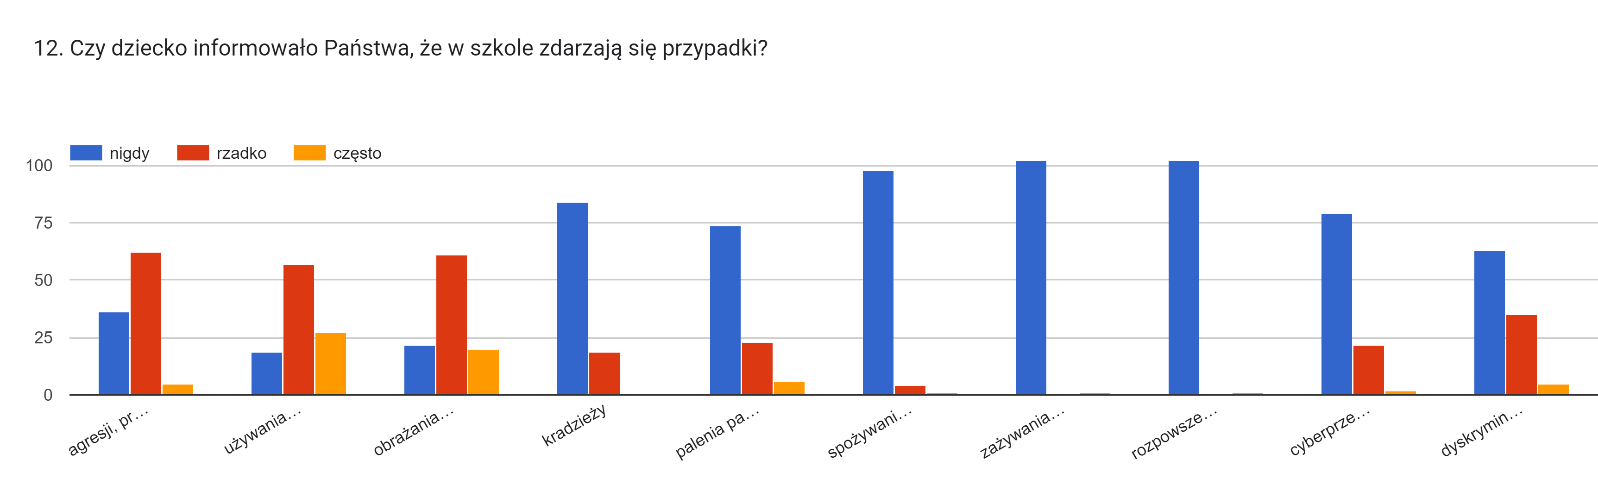 12. Czy dziecko informowało Państwa, że w szkole zdarzają się przypadki?
nigdy rzadko często
100
75
50
25
0
agresji, pr...
używania...
obrażania...
kradzieży
palenia pa...
spożywani...
zażywania...
rozpowsze...
cyberprze...
dyskrymin...